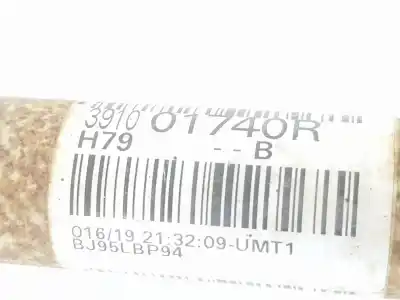 3910 01740R
H79 -- B
016/19 21:32:09-UMT1
BJ95LBP94